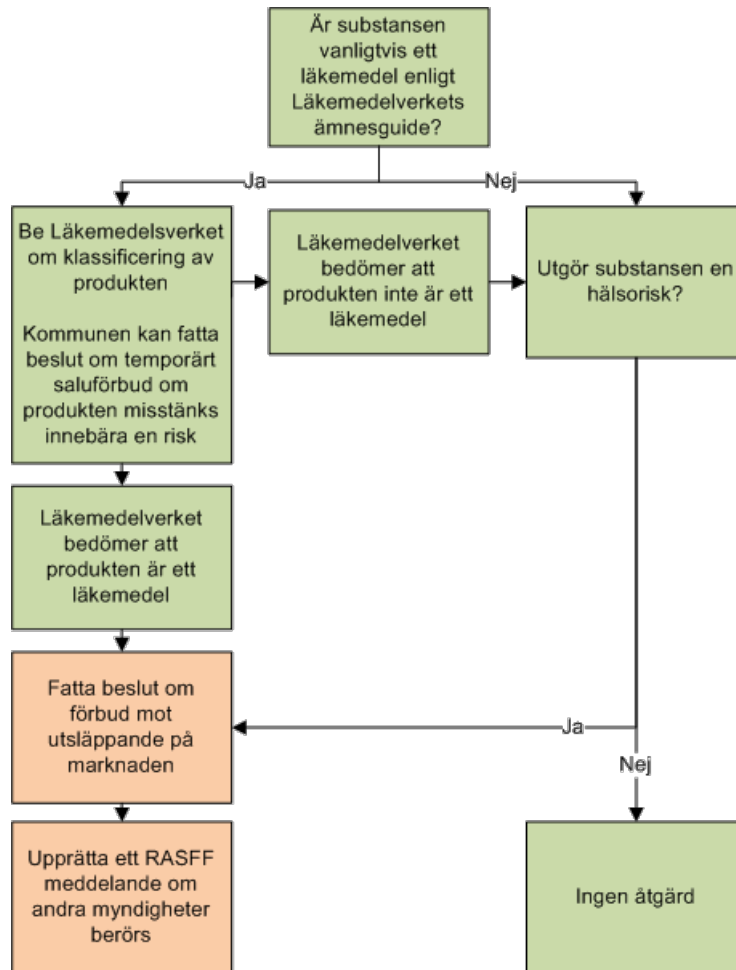 Är substansen
vanligtvis ett
läkemedel enligt
Läkemedelverkets
ämnesguide?
Ja
Nej
Be Läkemedelsverket
om klassificering av
produkten
Kommunen kan fatta
beslut om temporärt
saluförbud om
produkten misstänks
innebära en risk
Läkemedelverket
bedömer att
produkten inte är ett
läkemedel
Utgör substansen en
hälsorisk?
Läkemedelverket
bedömer att
produkten är ett
läkemedel
Fatta beslut om
förbud mot
utsläppande på
marknaden
Ja
Nej
Upprätta ett RASFF
meddelande om
andra myndigheter
berörs
Ingen åtgärd